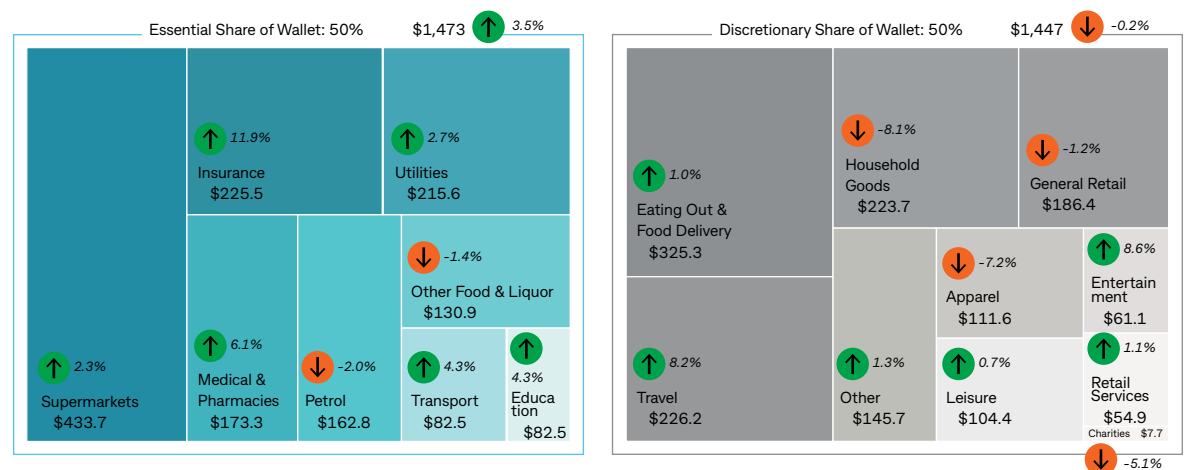 Essential Share of Wallet: 50%
$1,473
3.5%
11.9%
Insurance
$225.5
2.7%
Utilities
$215.6
-1.4%
Other Food & Liquor
$130.9
2.3%
Supermarkets
$433.7
6.1%
Medical &
Pharmacies
$173.3
-2.0%
Petrol
$162.8
4.3%
Transport
$82.5
4.3%
Educa
tion
$82.5
Discretionary Share of Wallet: 50%
$1,447
-0.2%
1.0%
Eating Out &
Food Delivery
$325.3
-8.1%
Household
Goods
$223.7
-1.2%
General Retail
$186.4
-7.2%
Apparel
$111.6
8.6%
Entertain
ment
$61.1
8.2%
Travel
$226.2
1.3%
Other
$145.7
0.7%
Leisure
$104.4
1.1%
Retail
Services
$54.9
Charities $7.7
-5.1%